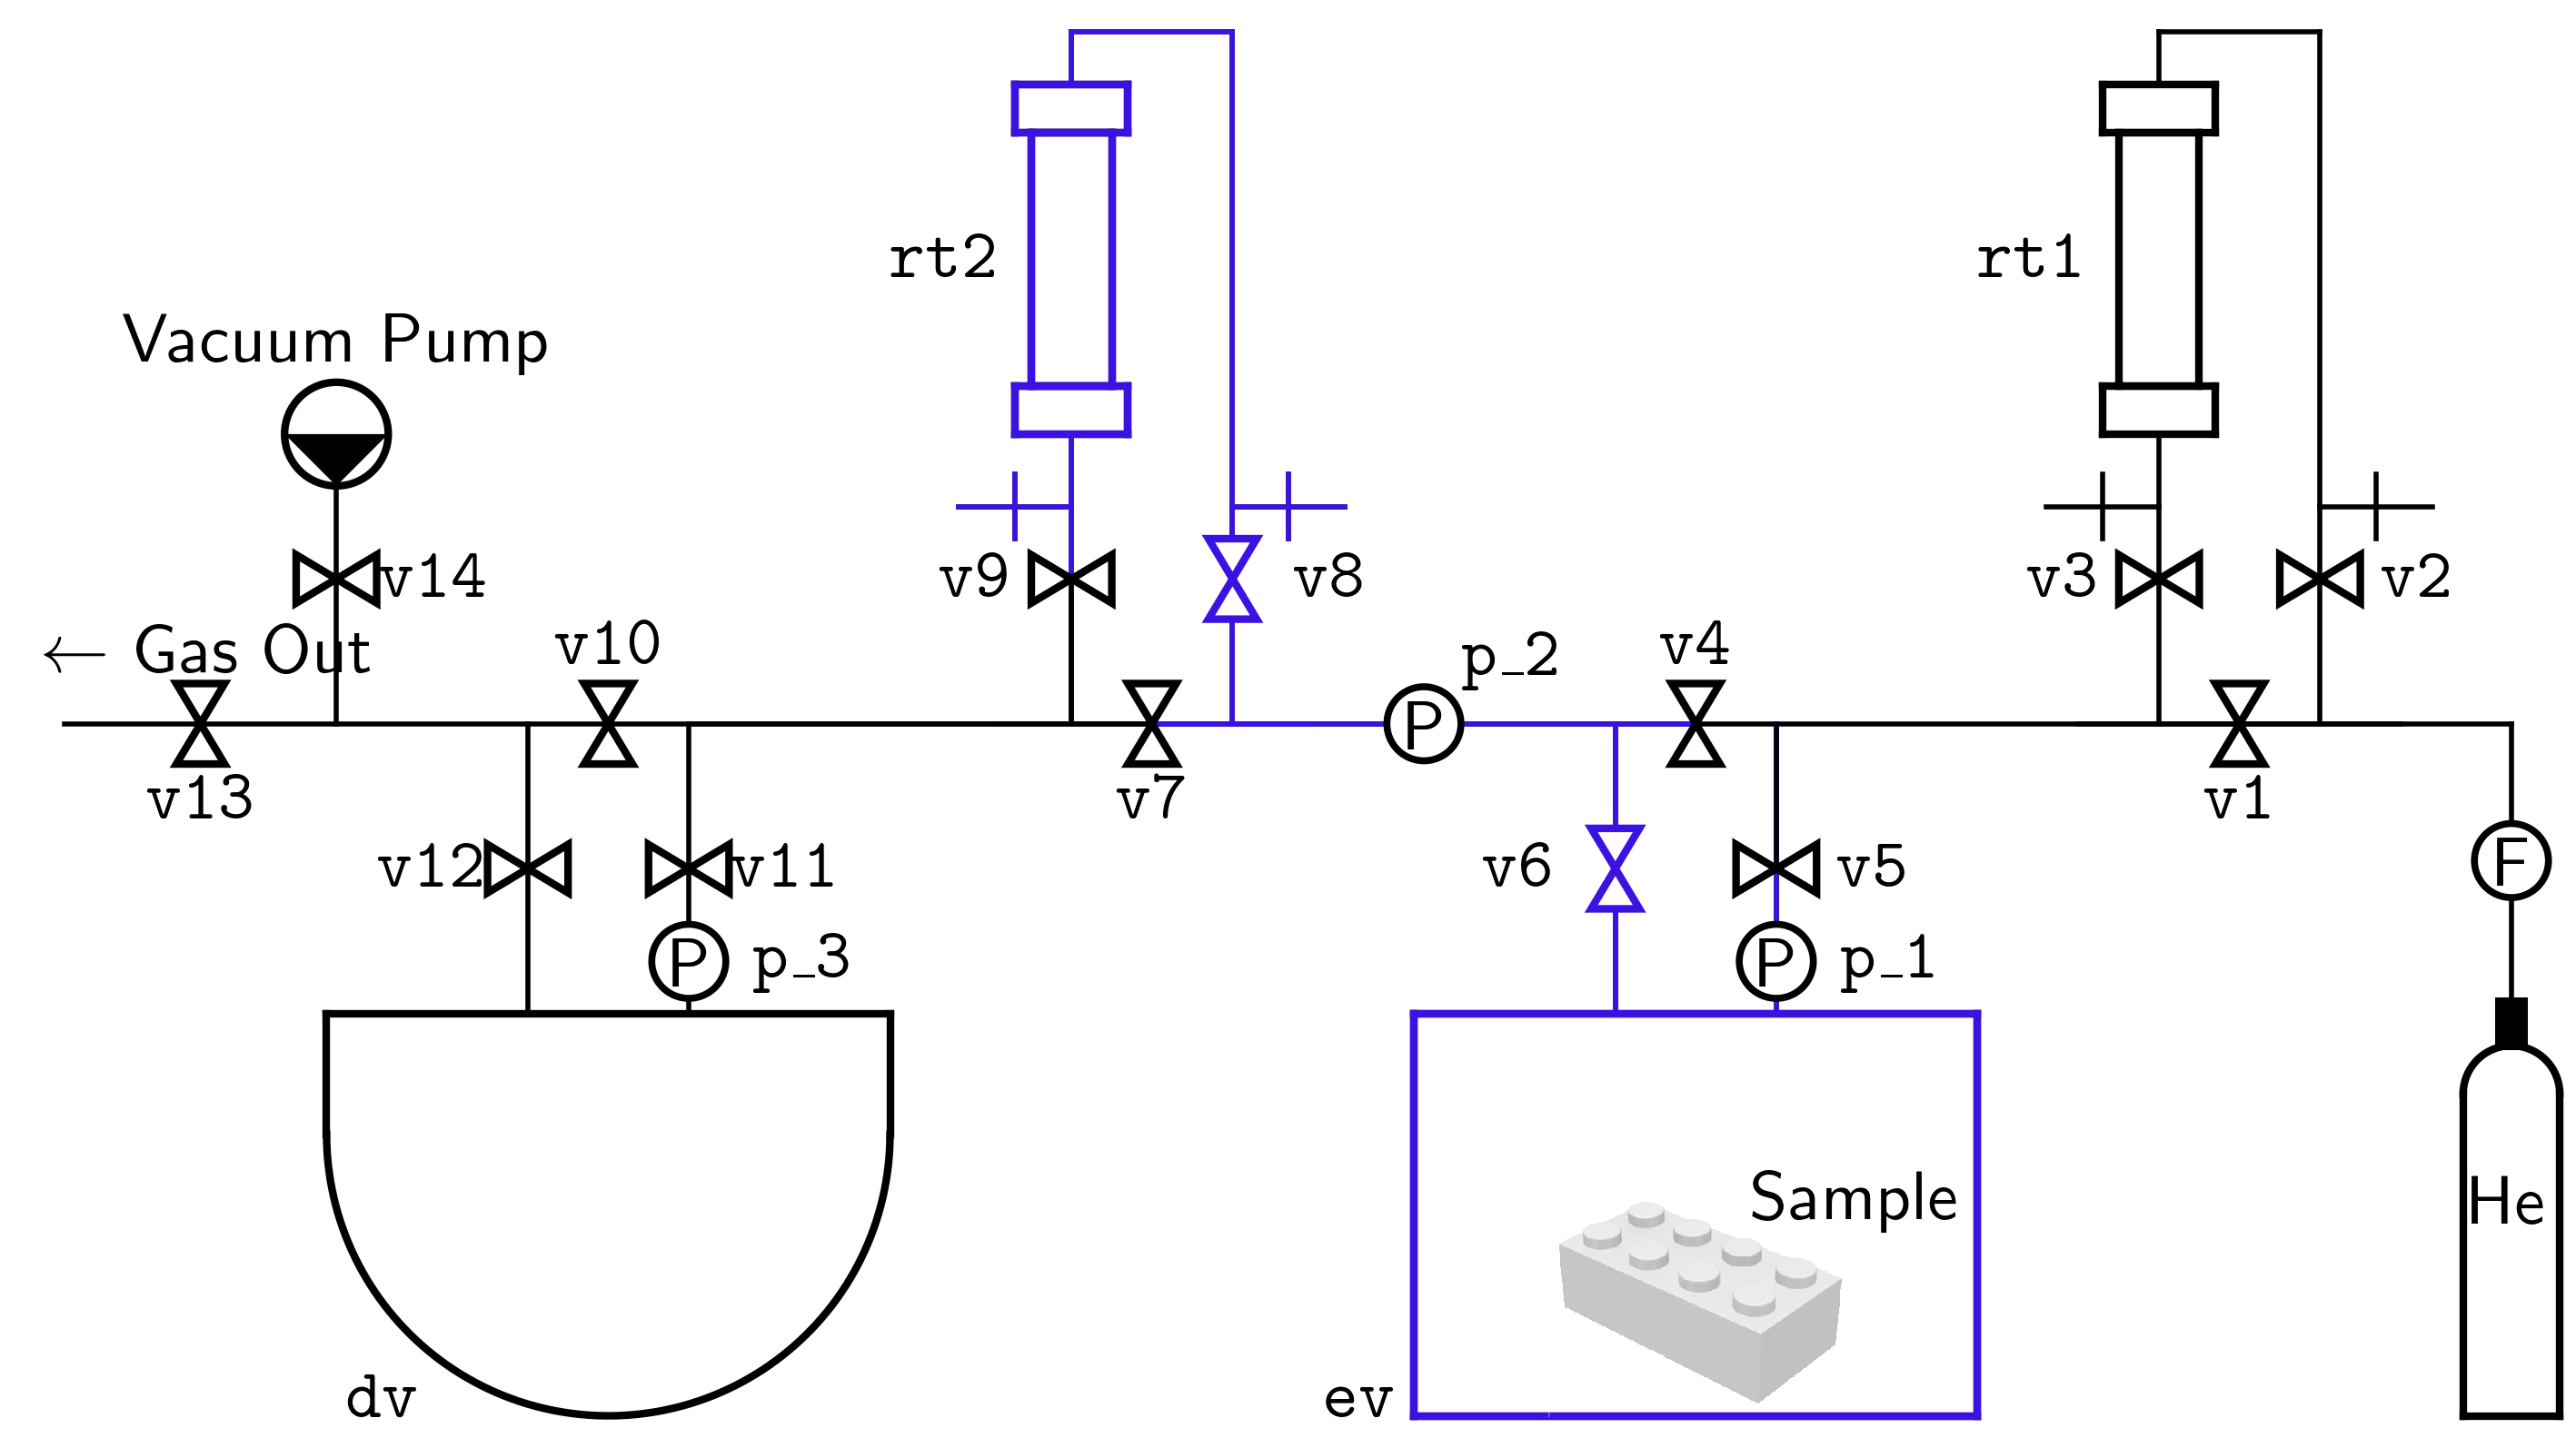 rt2
rt1
Vacuum Pump
v14
v9
v8
v3
v2
← Gas Out
v10
p_2
v4
P
v13
v7
v1
v12
v11
v6
v5
F
P
p_3
P
p_1
Sample
He
dv
ev